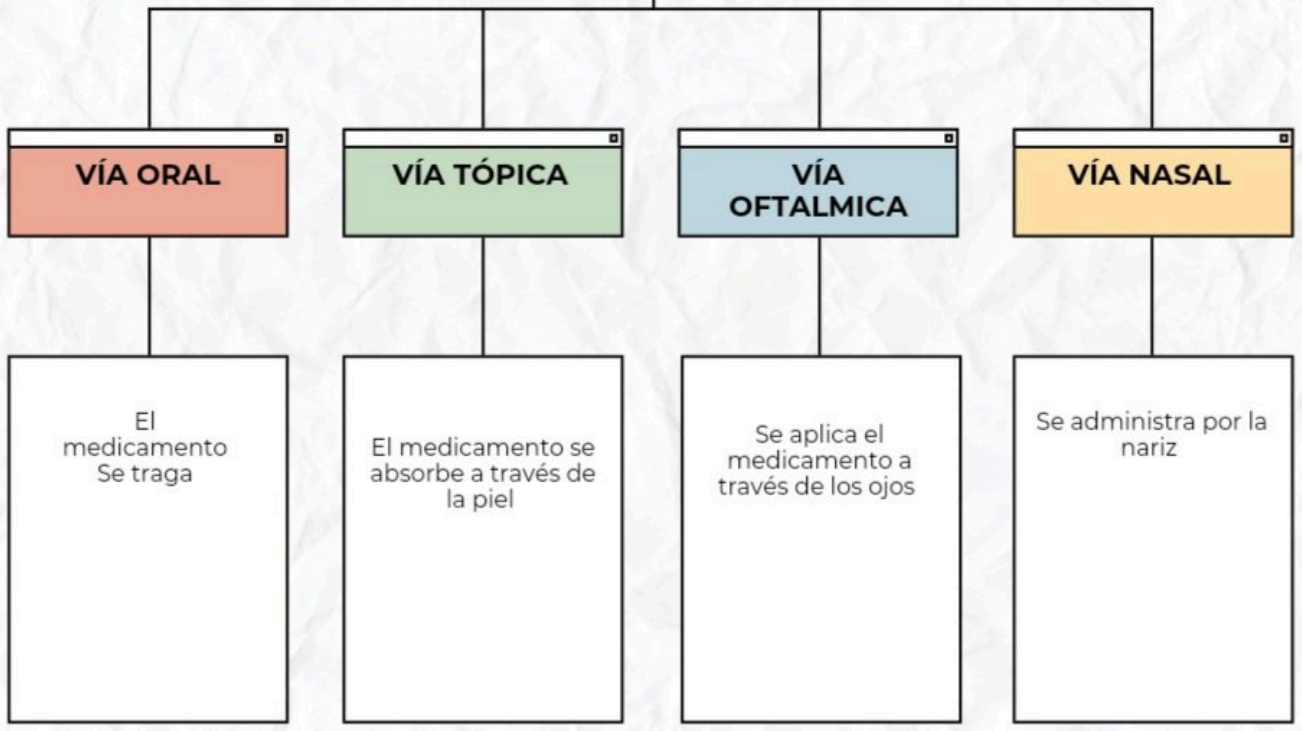 VÍA ORAL
VÍA TÓPICA
VÍA
OFTALMICA
VÍA NASAL
El
medicamento
Se traga
El medicamento se
absorbe a través de
la piel
Se aplica el
medicamento a
través de los ojos
Se administra por la
nariz